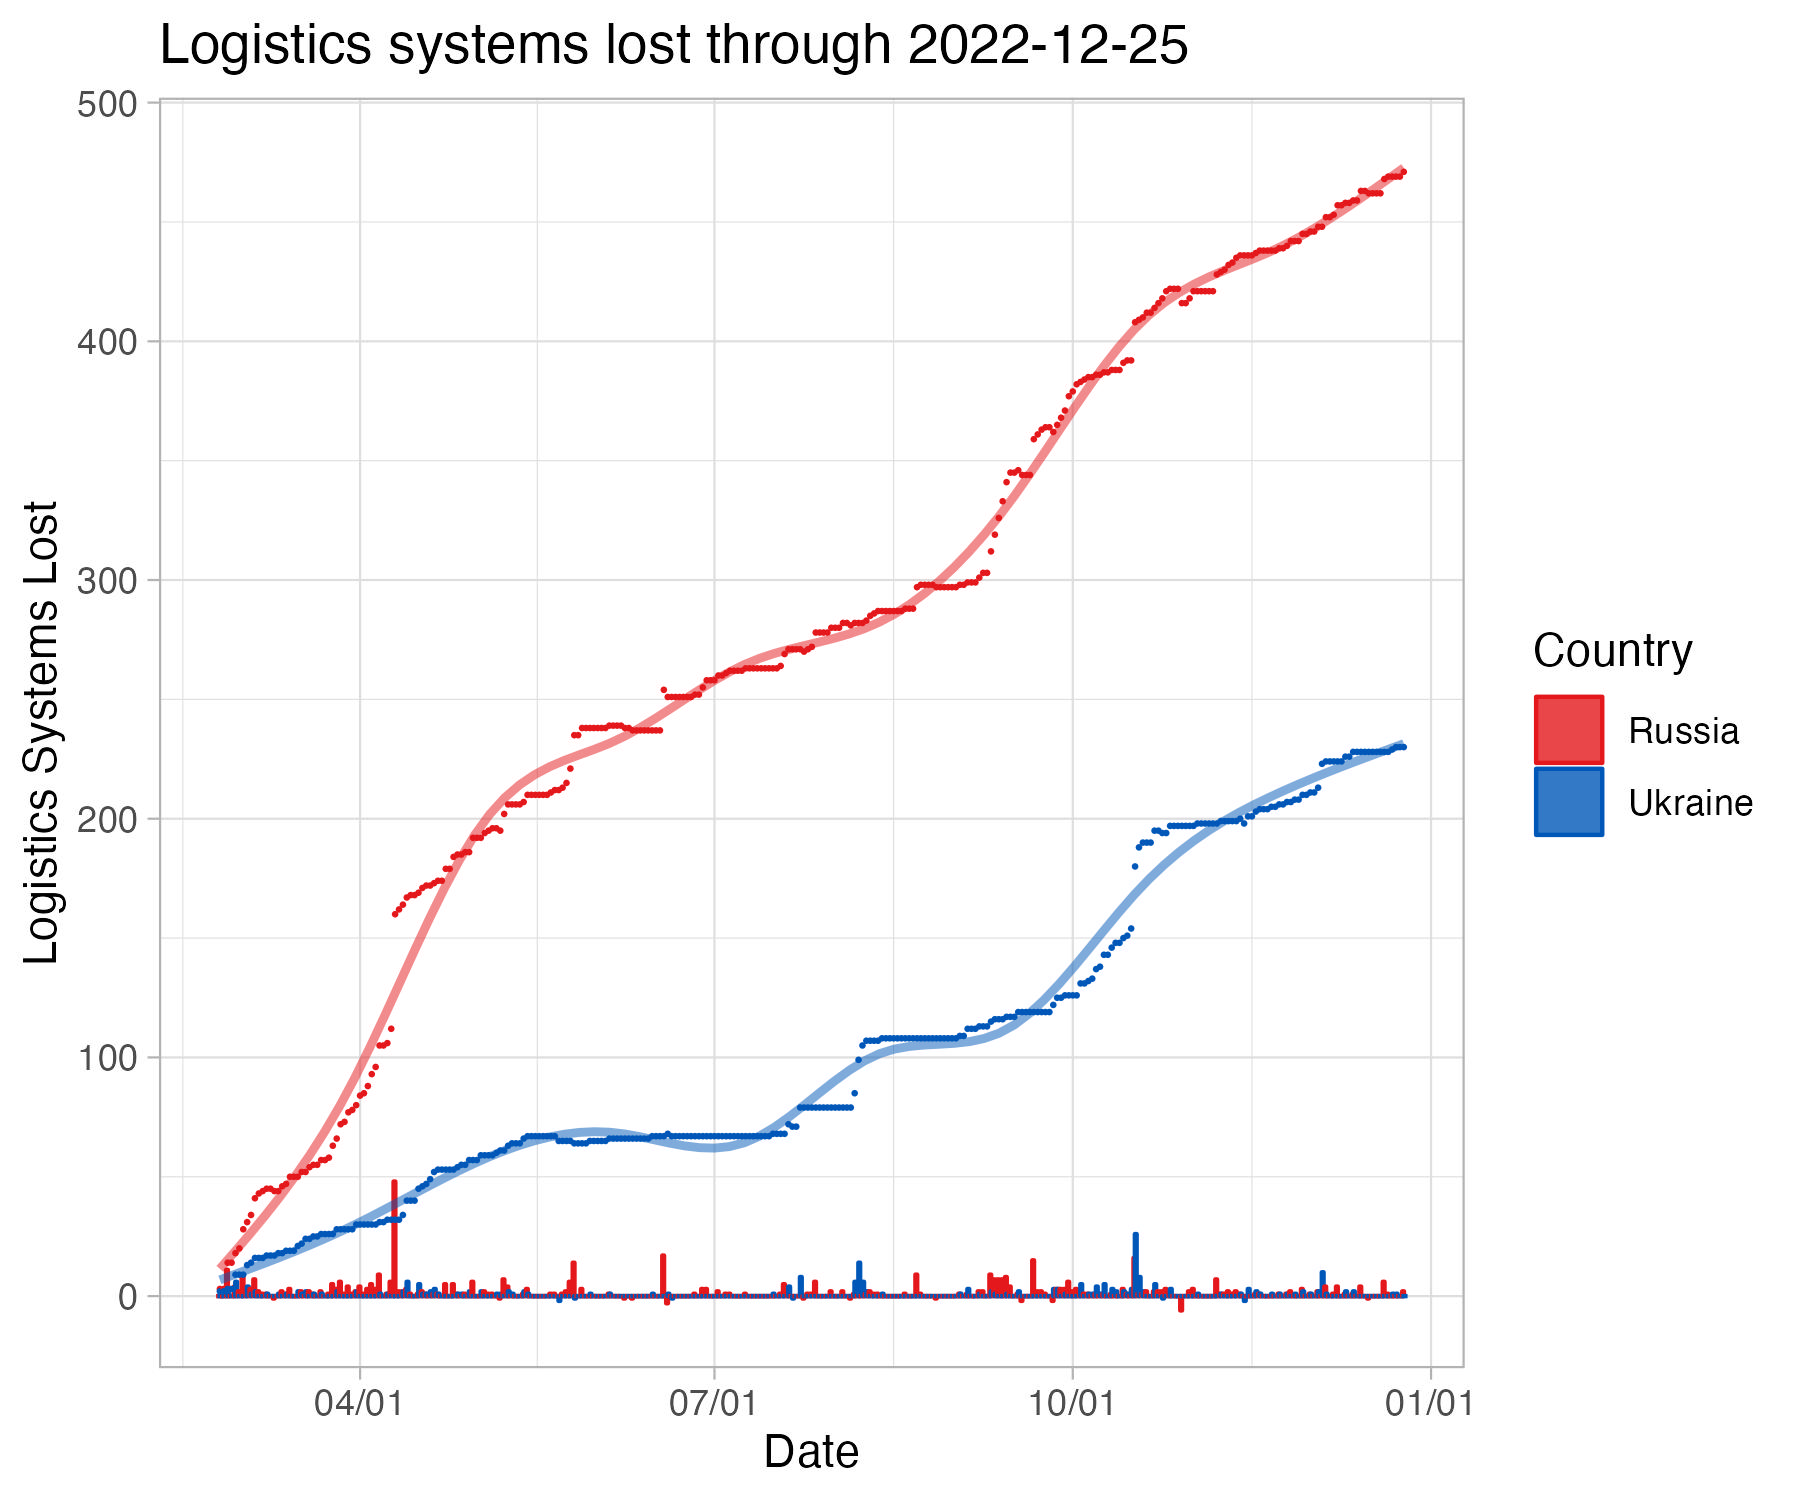 Logistics systems lost through 2022-12-25
500
400
300
200
100
0
Logistics Systems Lost
04/01
07/01
10/01
01/01
Date
Country
Russia
Ukraine